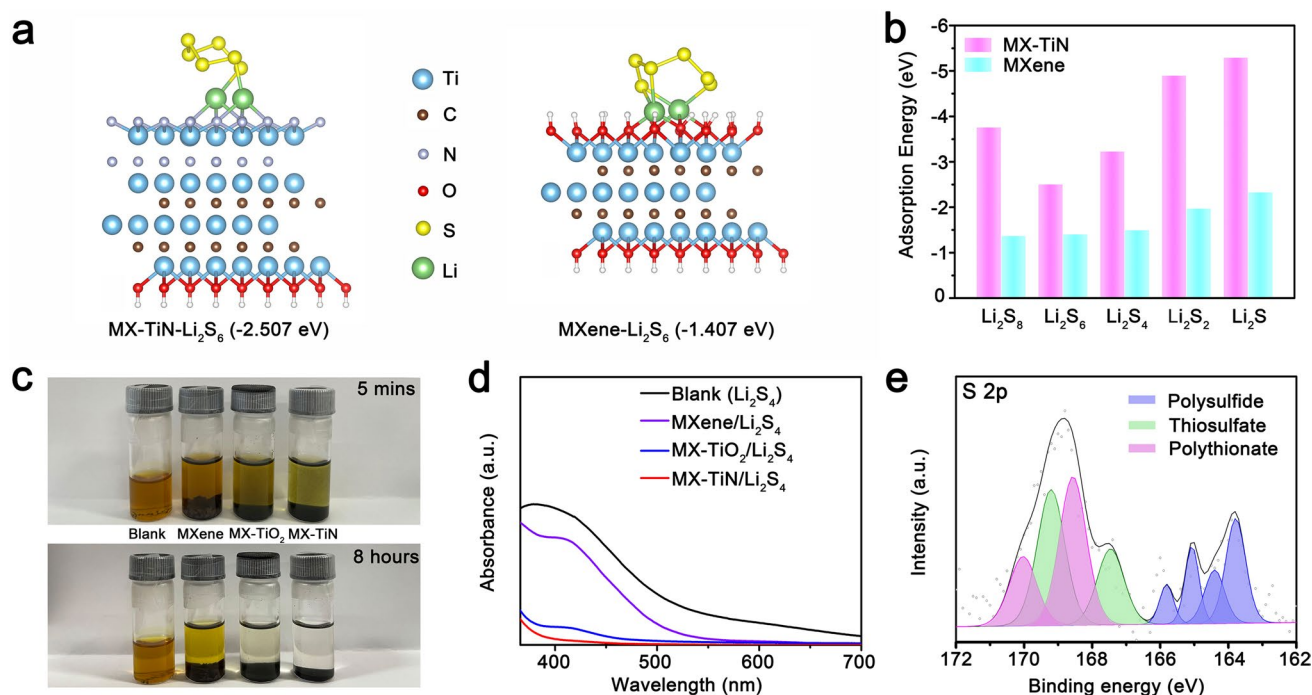 a
Ti
C
N
O
S
Li
MX-TiN-Li₂S₆ (-2.507 eV)
MXene-Li₂S₆ (-1.407 eV)
b
MX-TiN
MXene
Adsorption Energy (eV)
-6
-5
-4
-3
-2
-1
0
Li₂S₈
Li₂S₆
Li₂S₄
Li₂S₂
Li₂S
c
5 mins
Blank
MXene
MX-TiO₂
MX-TiN
8 hours
d
Blank (Li₂S₄)
MXene/Li₂S₄
MX-TiO₂/Li₂S₄
MX-TiN/Li₂S₄
Absorbance (a.u.)
400
500
600
700
Wavelength (nm)
e
S 2p
Polysulfide
Thiosulfate
Polythionate
Intensity (a.u.)
172
170
168
166
164
162
Binding energy (eV)